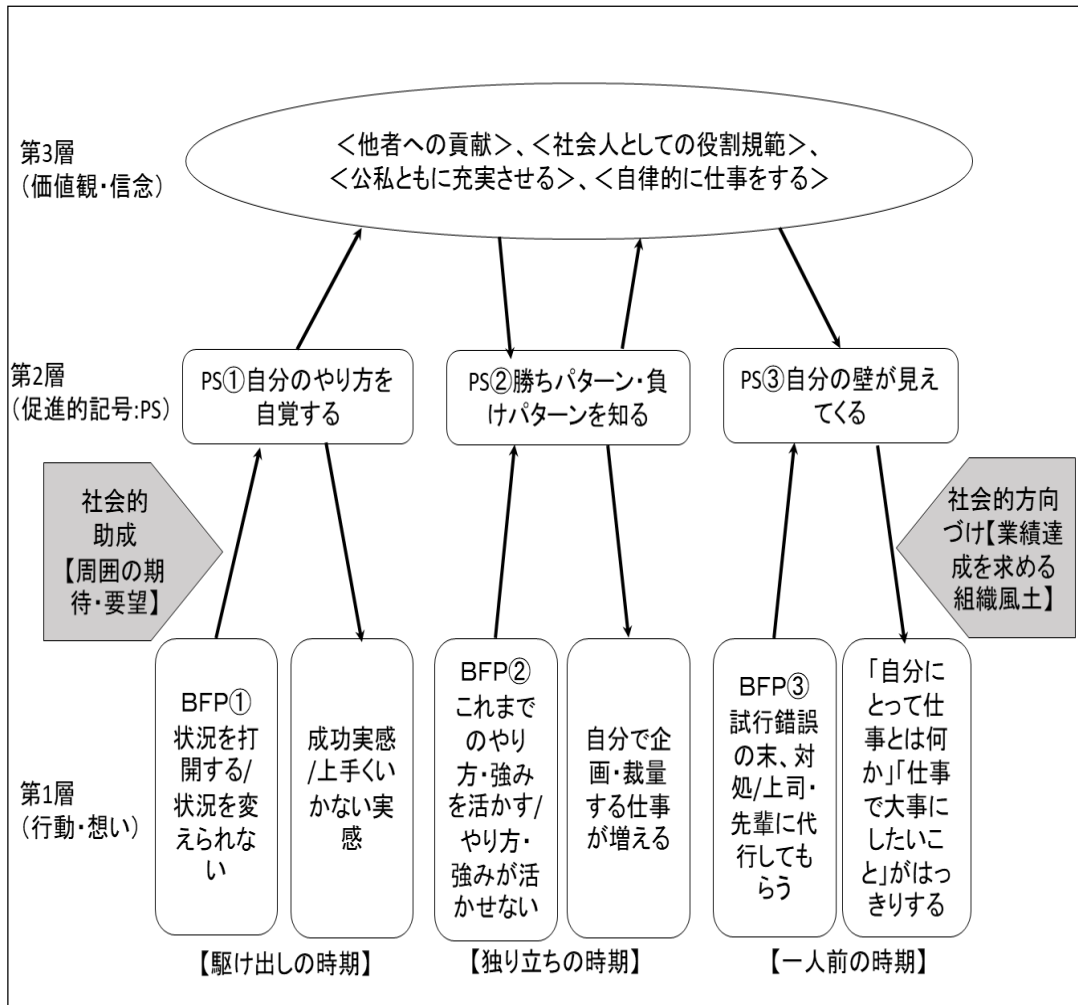 第3層
(価値観・信念)
＜他者への貢献＞、＜社会人としての役割規範＞、
＜公私ともに充実させる＞、＜自律的に仕事をする＞
第2層
(促進的記号:PS)
PS①自分のやり方を
自覚する
PS②勝ちパターン・負
けパターンを知る
PS③自分の壁が見え
てくる
社会的
助成
【周囲の期
待・要望】
社会的方向
づけ【業績達
成を求める
組織風土】
第1層
(行動・想い)
BFP①
状況を打
開する/
状況を変
えられな
い
成功実感
/上手くい
かない実
感
BFP②
これまで
のやり
方・強み
を活かす/
やり方・
強みが活
かせない
自分で企
画・裁量
する仕事
が増える
BFP③
試行錯誤
の末、対
処/上司・
先輩に代
行しても
らう
「自分に
とって仕
事とは何
か」「仕事
で大事に
したいこ
と」がはっ
きりする
【駆け出しの時期】
【独り立ちの時期】
【一人前の時期】